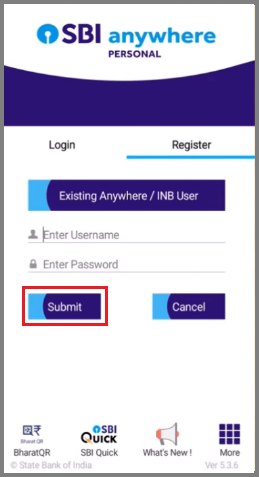 SBI anywhere
PERSONAL
Login Register
Existing Anywhere / INB User
Enter Username
Enter Password
Submit Cancel
Bharat QR
SBI
QUICK
BharatQR SBI Quick What's New ! More
© State Bank of India Ver 5.3.6